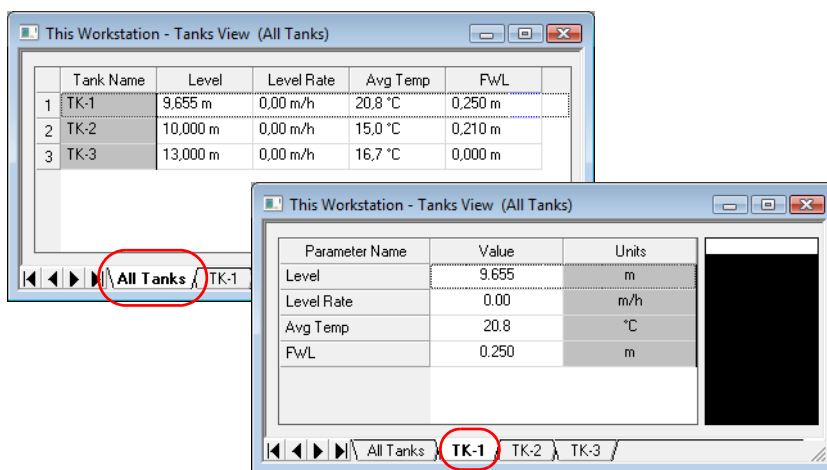 This Workstation - Tanks View (All Tanks)
Tank Name Level Level Rate Avg Temp FWL
1 TK-1 9,655 m 0,00 m/h 20,8 °C 0,250 m
2 TK-2 10,000 m 0,00 m/h 15,0 °C 0,210 m
3 TK-3 13,000 m 0,00 m/h 16,7 °C 0,000 m
All Tanks TK-1
This Workstation - Tanks View (All Tanks)
Parameter Name Value Units
Level 9.655 m
Level Rate 0.00 m/h
Avg Temp 20.8 °C
FWL 0.250 m
All Tanks TK-1 TK-2 TK-3